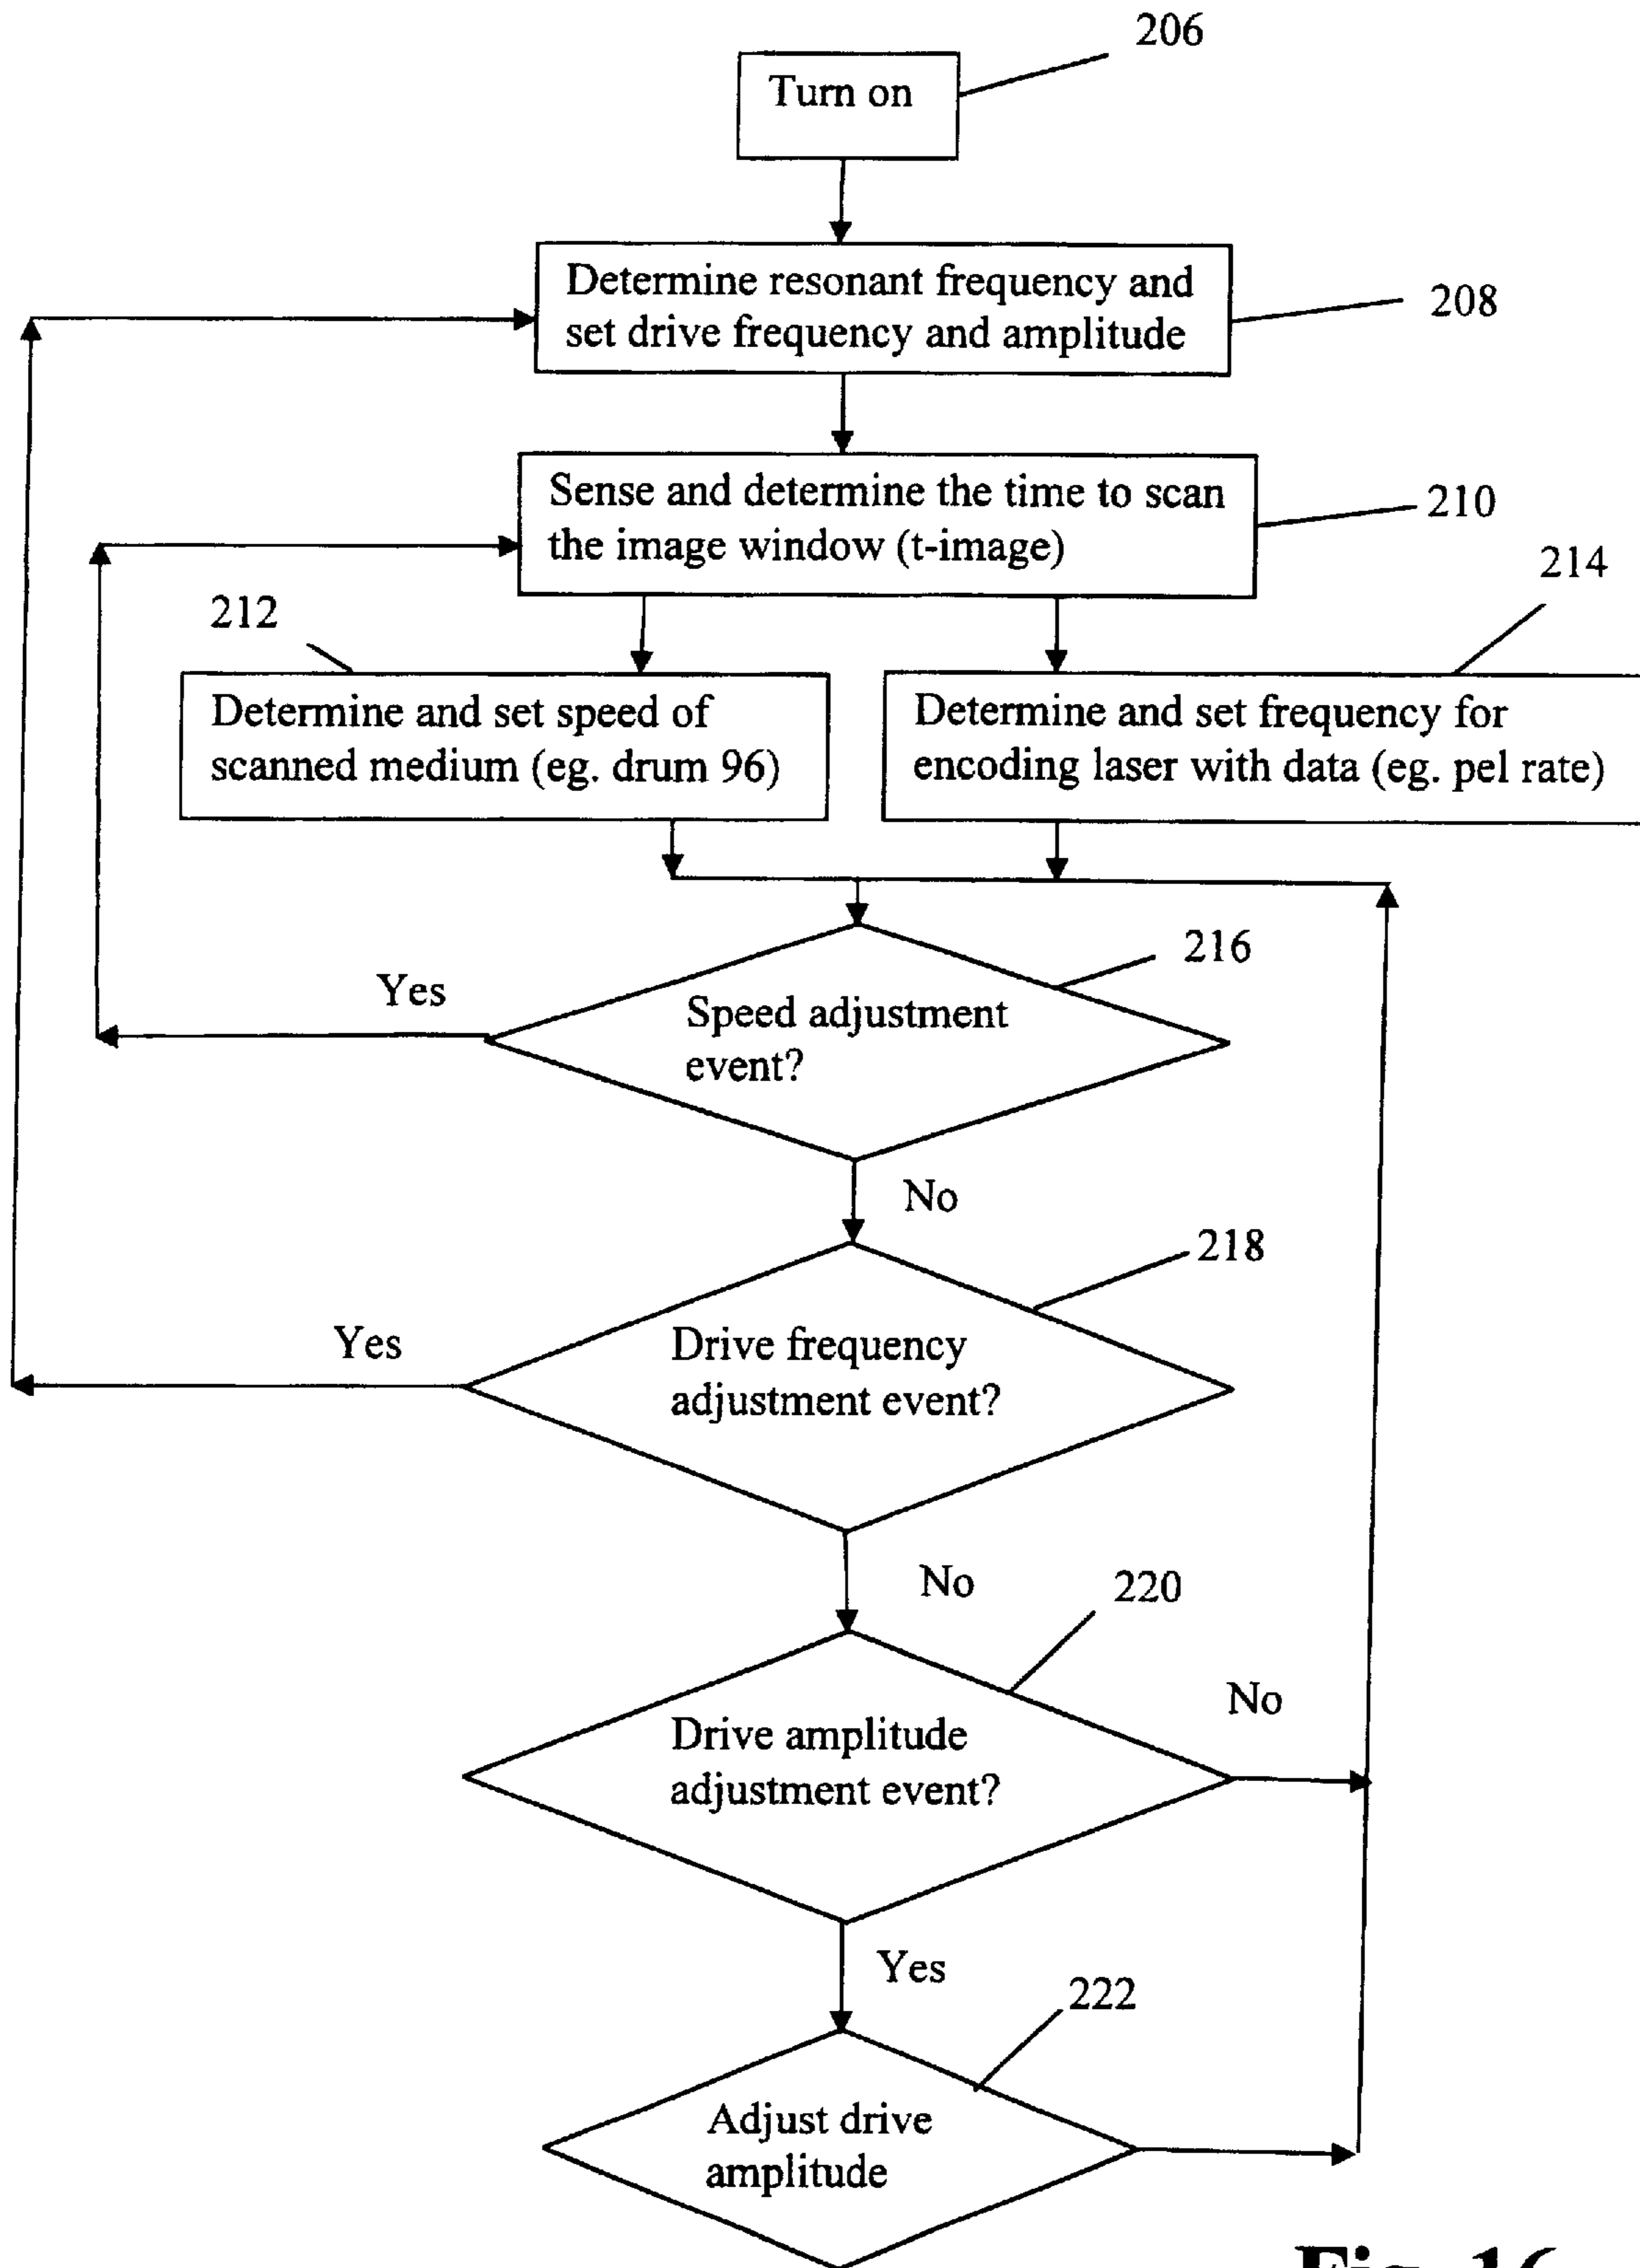 206
Turn on
Determine resonant frequency and
set drive frequency and amplitude
208
Sense and determine the time to scan
the image window (t-image)
210
214
212
Determine and set speed of
scanned medium (eg. drum 96)
Determine and set frequency for
encoding laser with data (eg. pel rate)
216
Yes
Speed adjustment
event?
No
218
Yes
Drive frequency
adjustment event?
No
220
No
Drive amplitude
adjustment event?
Yes
222
Adjust drive
amplitude
Fig. 16